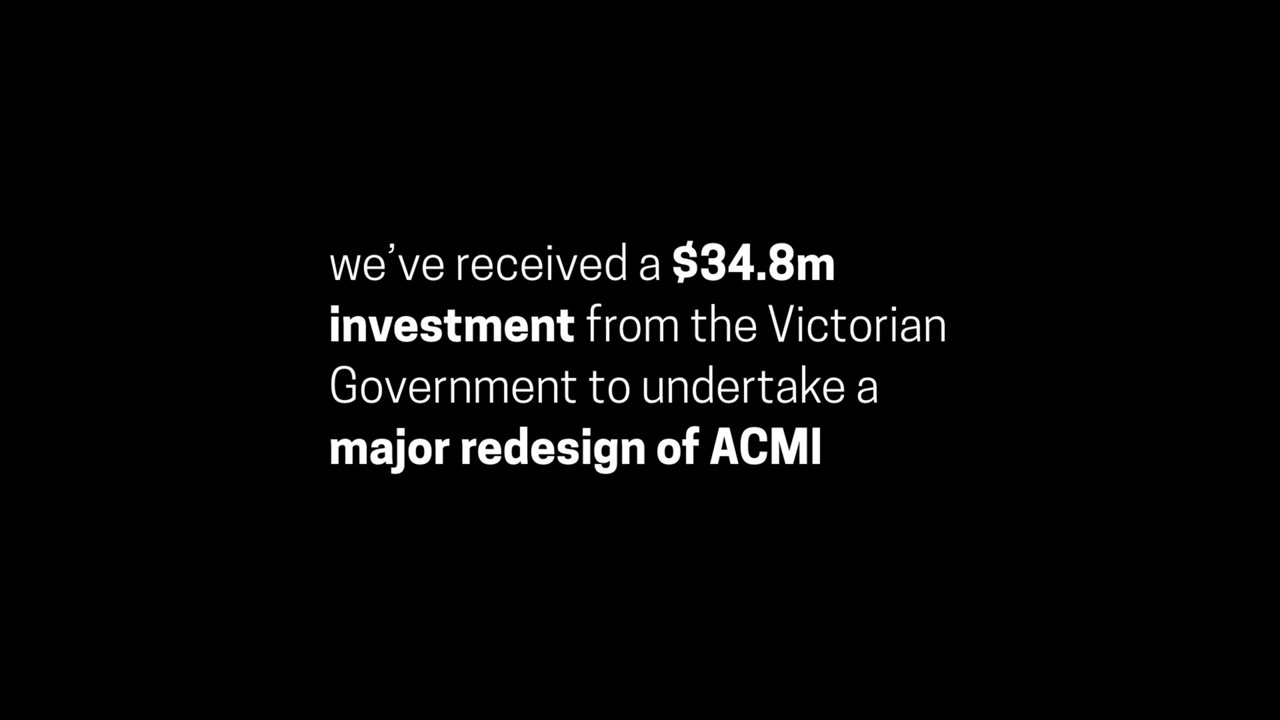 we’ve received a $34.8m
investment from the Victorian
Government to undertake a
major redesign of ACMI